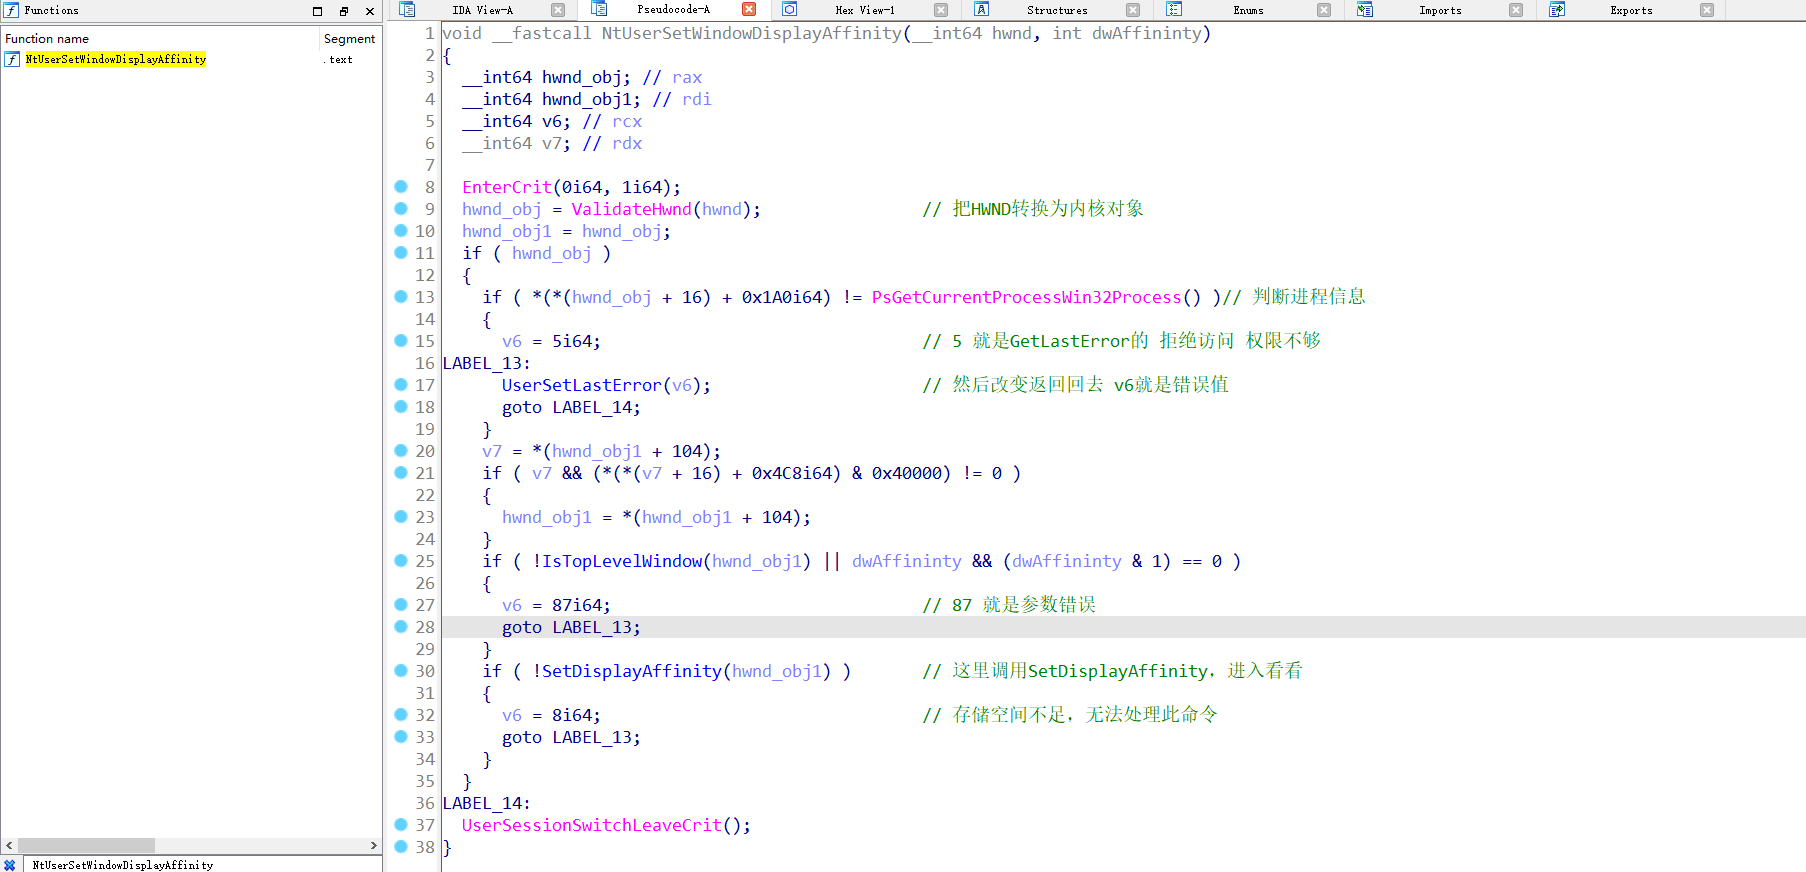 Functions
IDA View-A
Pseudocode-A
Hex View-1
Structures
Enums
Imports
Exports
Function name Segment
NtUserSetWindowDisplayAffinity .text
1 void __fastcall NtUserSetWindowDisplayAffinity(__int64 hwnd, int dwAffininty)
2 {
3 __int64 hwnd_obj; // rax
4 __int64 hwnd_obj1; // rdi
5 __int64 v6; // rcx
6 __int64 v7; // rdx
7
8 EnterCrit(0i64, 1i64);
9 hwnd_obj = ValidateHwnd(hwnd); // 把HWND转换为内核对象
10 hwnd_obj1 = hwnd_obj;
11 if ( hwnd_obj )
12 {
13 if ( *(*(hwnd_obj + 16) + 0x1A0i64) != PsGetCurrentProcessWin32Process() )// 判断进程信息
14 {
15 v6 = 5i64; // 5 就是GetLastError的 拒绝访问 权限不够
16 LABEL_13:
17 UserSetLastError(v6); // 然后改变返回回去 v6就是错误值
18 goto LABEL_14;
19 }
20 v7 = *(hwnd_obj1 + 104);
21 if ( v7 && (*(*(v7 + 16) + 0x4C8i64) & 0x40000) != 0 )
22 {
23 hwnd_obj1 = *(hwnd_obj1 + 104);
24 }
25 if ( !IsTopLevelWindow(hwnd_obj1) || dwAffininty && (dwAffininty & 1) == 0 )
26 {
27 v6 = 87i64; // 87 就是参数错误
28 goto LABEL_13;
29 }
30 if ( !SetDisplayAffinity(hwnd_obj1) ) // 这里调用SetDisplayAffinity，进入看看
31 {
32 v6 = 8i64; // 存储空间不足，无法处理此命令
33 goto LABEL_13;
34 }
35 }
36 LABEL_14:
37 UserSessionSwitchLeaveCrit();
38 }
NtUserSetWindowDisplayAffinity